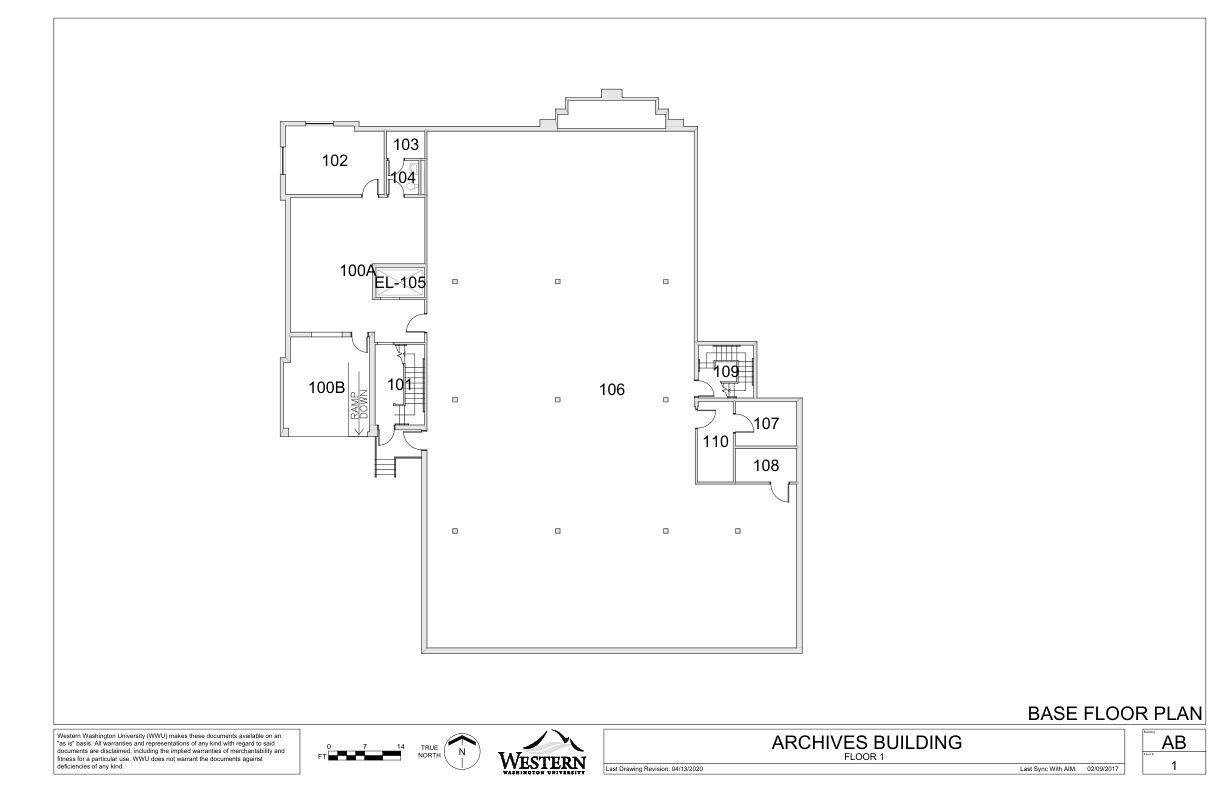 103
102
104
100A
EL-105
109
101
100B
106
RAMP
DOWN
107
110
108
BASE FLOOR PLAN
Western Washington University (WWU) makes these documents available on an
"as is" basis. All warranties and representations of any kind with regard to said
documents are disclaimed, including the implied warranties of merchantability and
fitness for a particular use. WWU does not warrant the documents against
deficiencies of any kind.
0 7 14
FT
TRUE
NORTH
N
WESTERN
WASHINGTON UNIVERSITY
ARCHIVES BUILDING
FLOOR 1
Last Drawing Revision: 04/13/2020
Last Sync With AIM: 02/09/2017
Building
AB
1